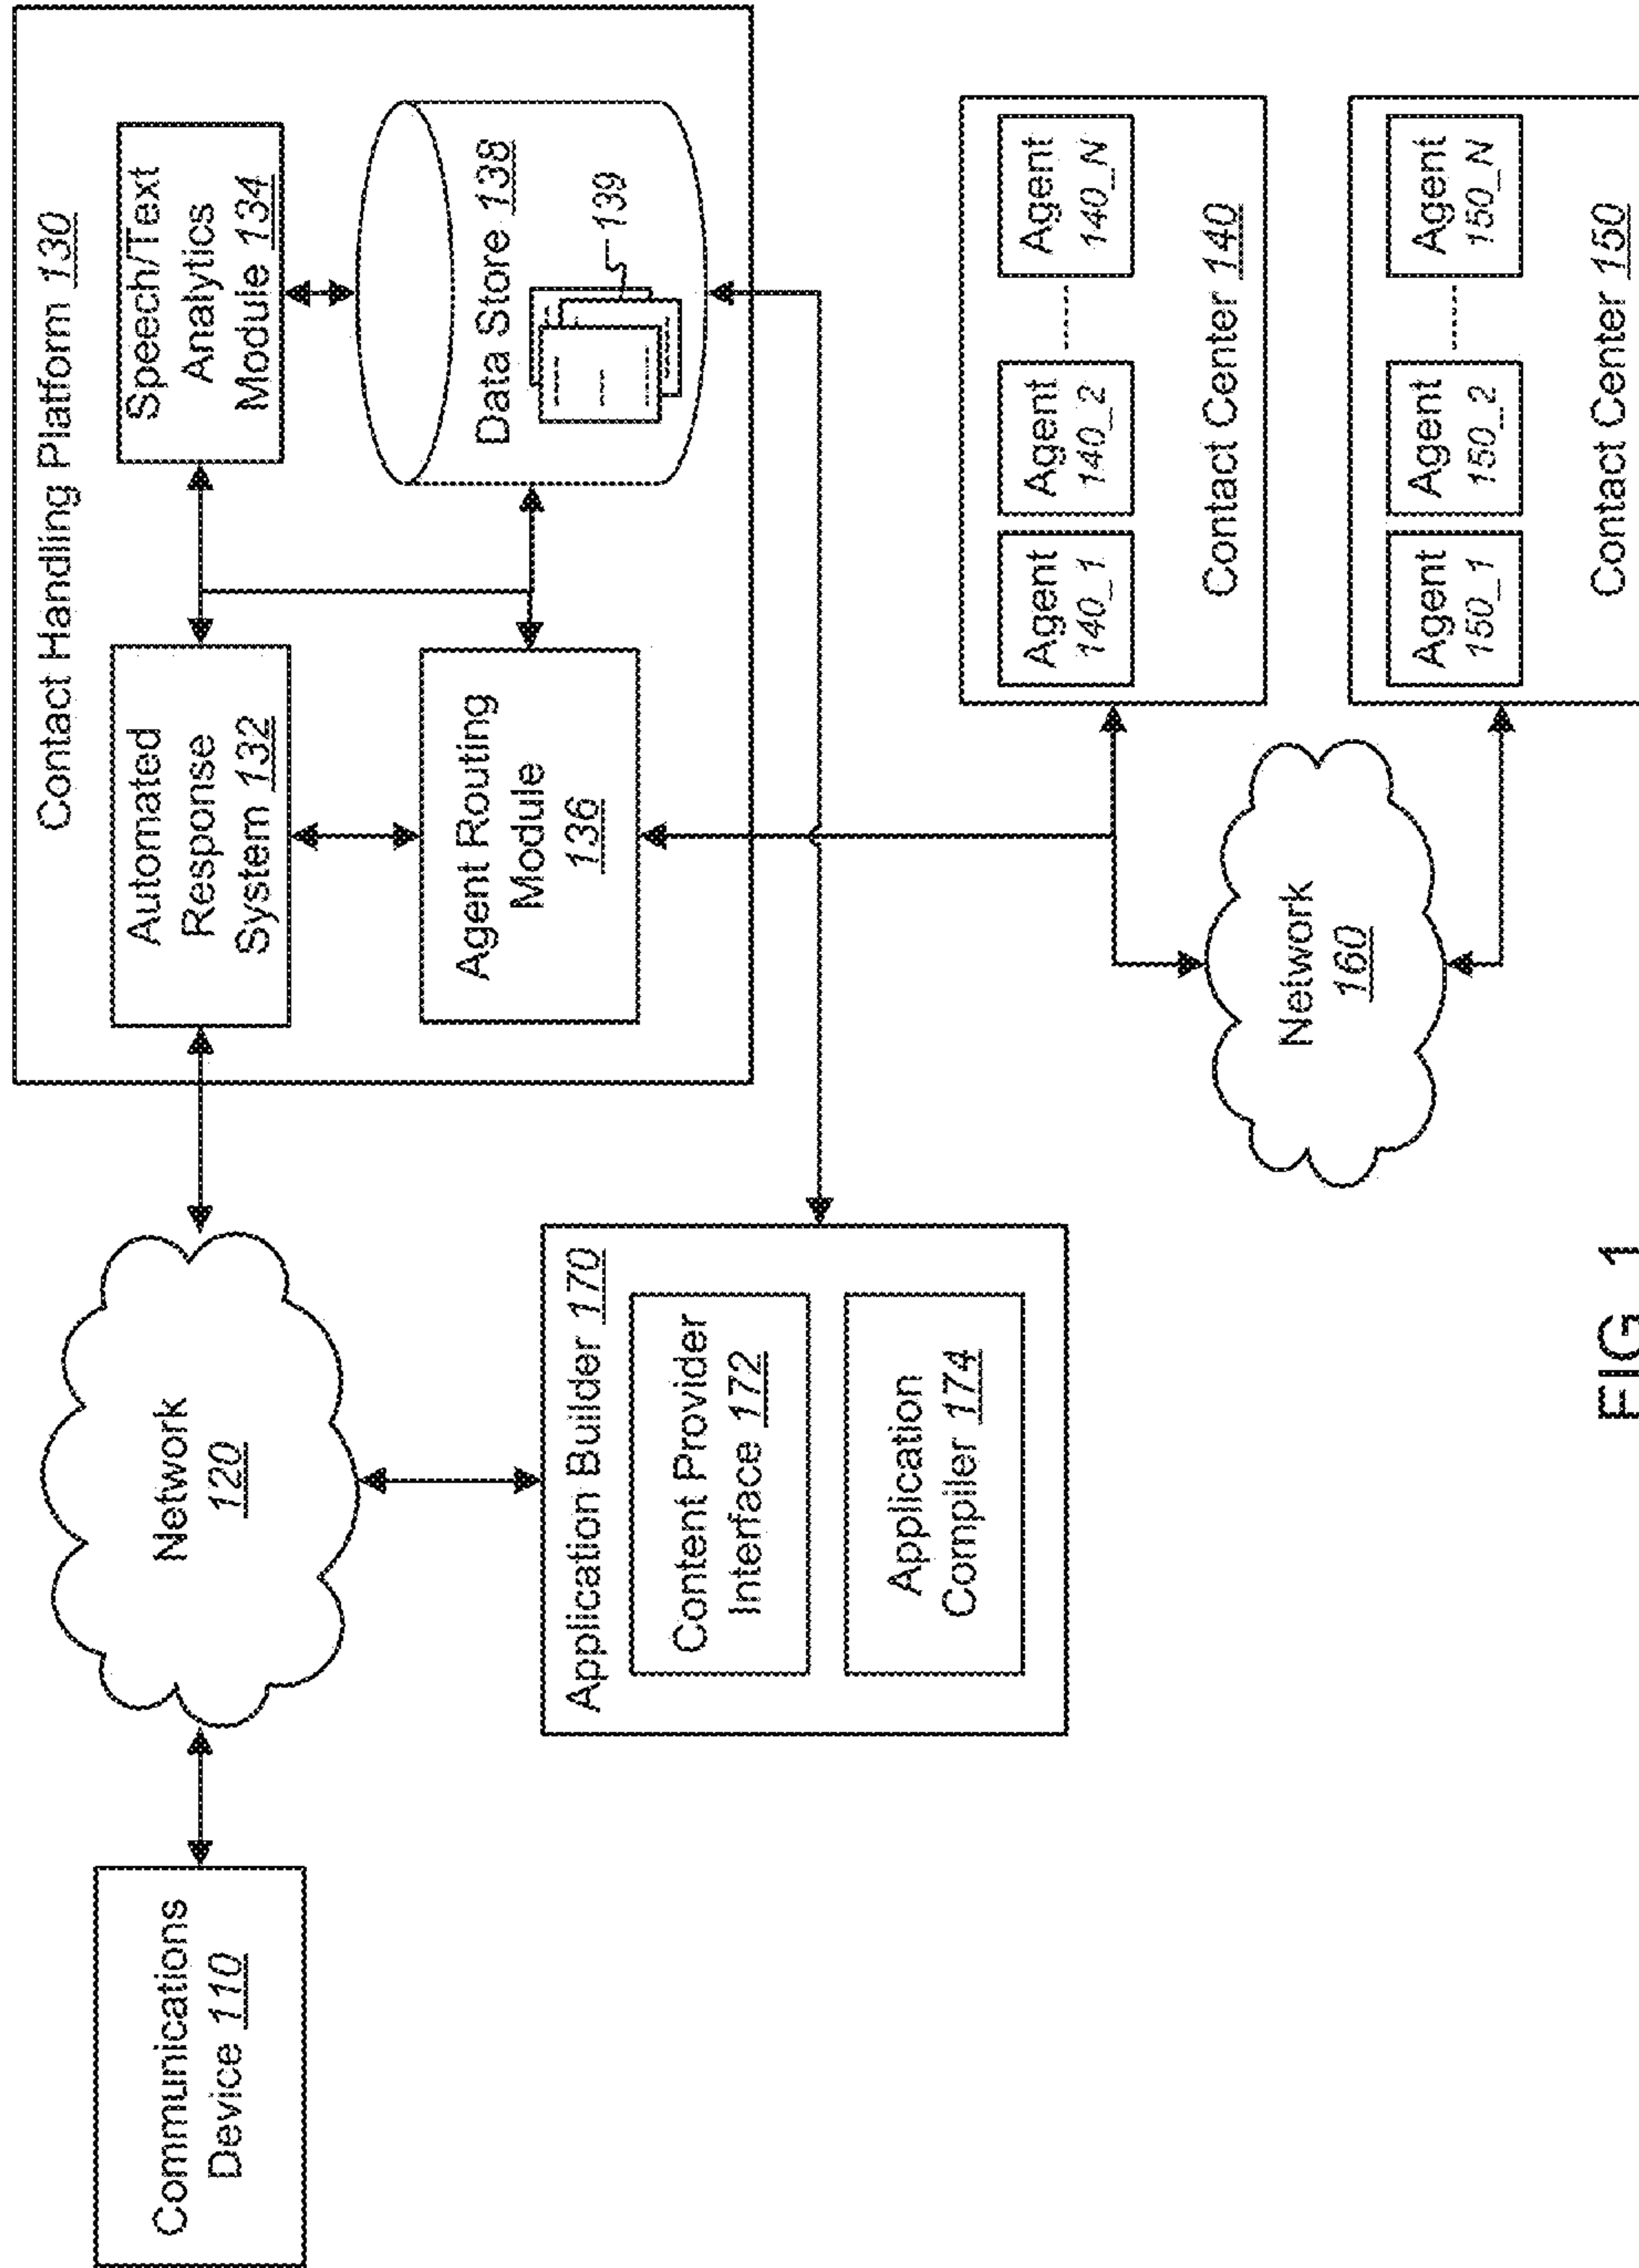 Communications
Device 110
Network
120
Application Builder 170
Content Provider
Interface 172
Application
Compiler 174
Contact Handling Platform 130
Automated
Response
System 132
Speech/Text
Analytics
Module 134
Agent Routing
Module
136
Data Store 138
139
Network
160
Agent
140_1
Agent
140_2
Agent
140_N
Contact Center 140
Agent
150_1
Agent
150_2
Agent
150_N
Contact Center 150
FIG. 1